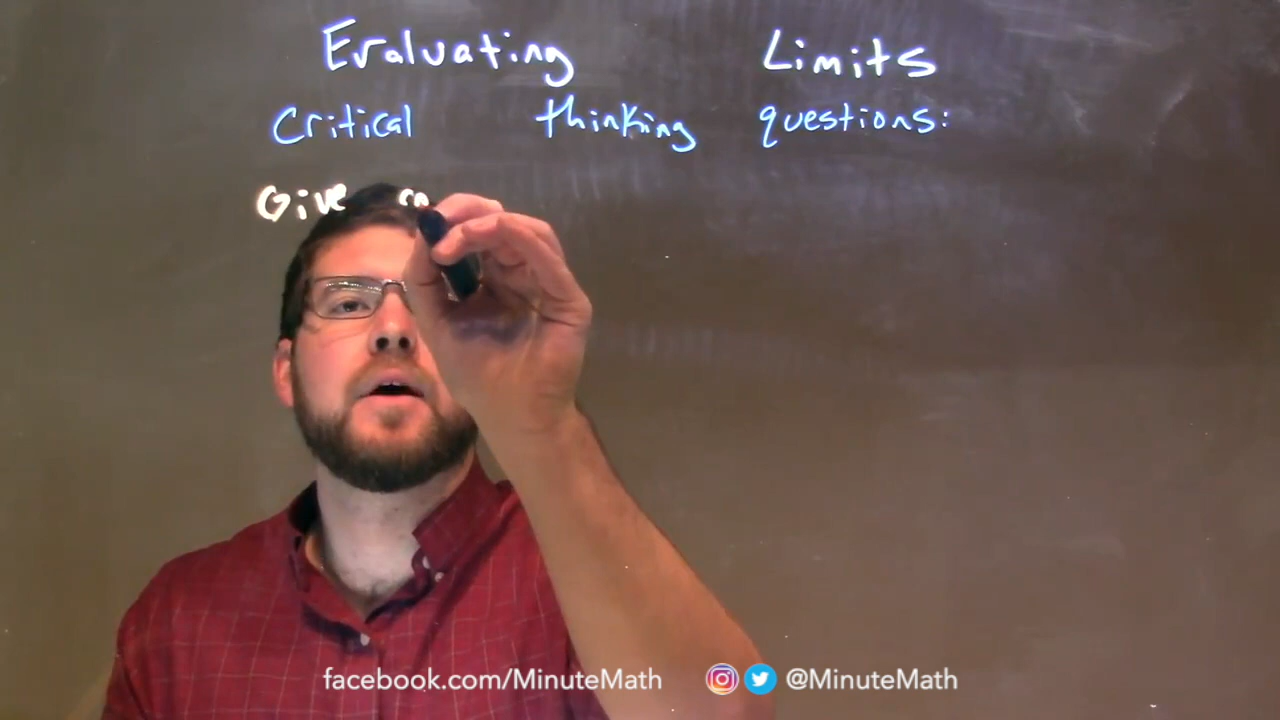 Evaluating Limits
Critical thinking questions:
Give
facebook.com/MinuteMath @MinuteMath